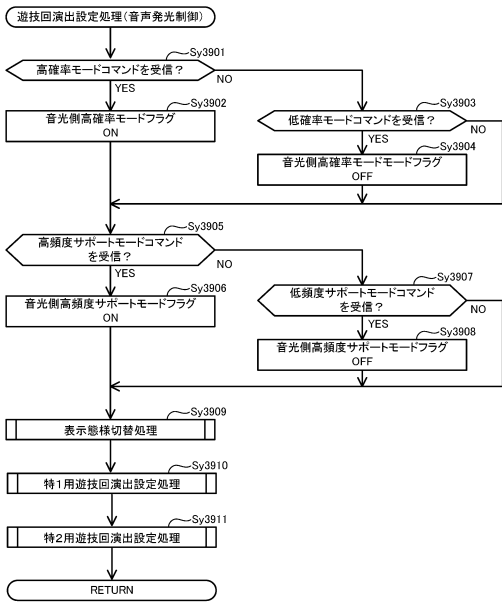 遊技回演出設定処理(音声発光制御)
Sy3901
高確率モードコマンドを受信？
NO
YES
Sy3902
音光側高確率モードフラグ
ON
Sy3903
低確率モードコマンドを受信？
NO
YES
Sy3904
音光側高確率モードモードフラグ
OFF
Sy3905
高頻度サポートモードコマンド
を受信？
NO
YES
Sy3906
音光側高頻度サポートモードフラグ
ON
Sy3907
低頻度サポートモードコマンド
を受信？
NO
YES
Sy3908
音光側高頻度サポートモードフラグ
OFF
Sy3909
表示態様切替処理
Sy3910
特1用遊技回演出設定処理
Sy3911
特2用遊技回演出設定処理
RETURN